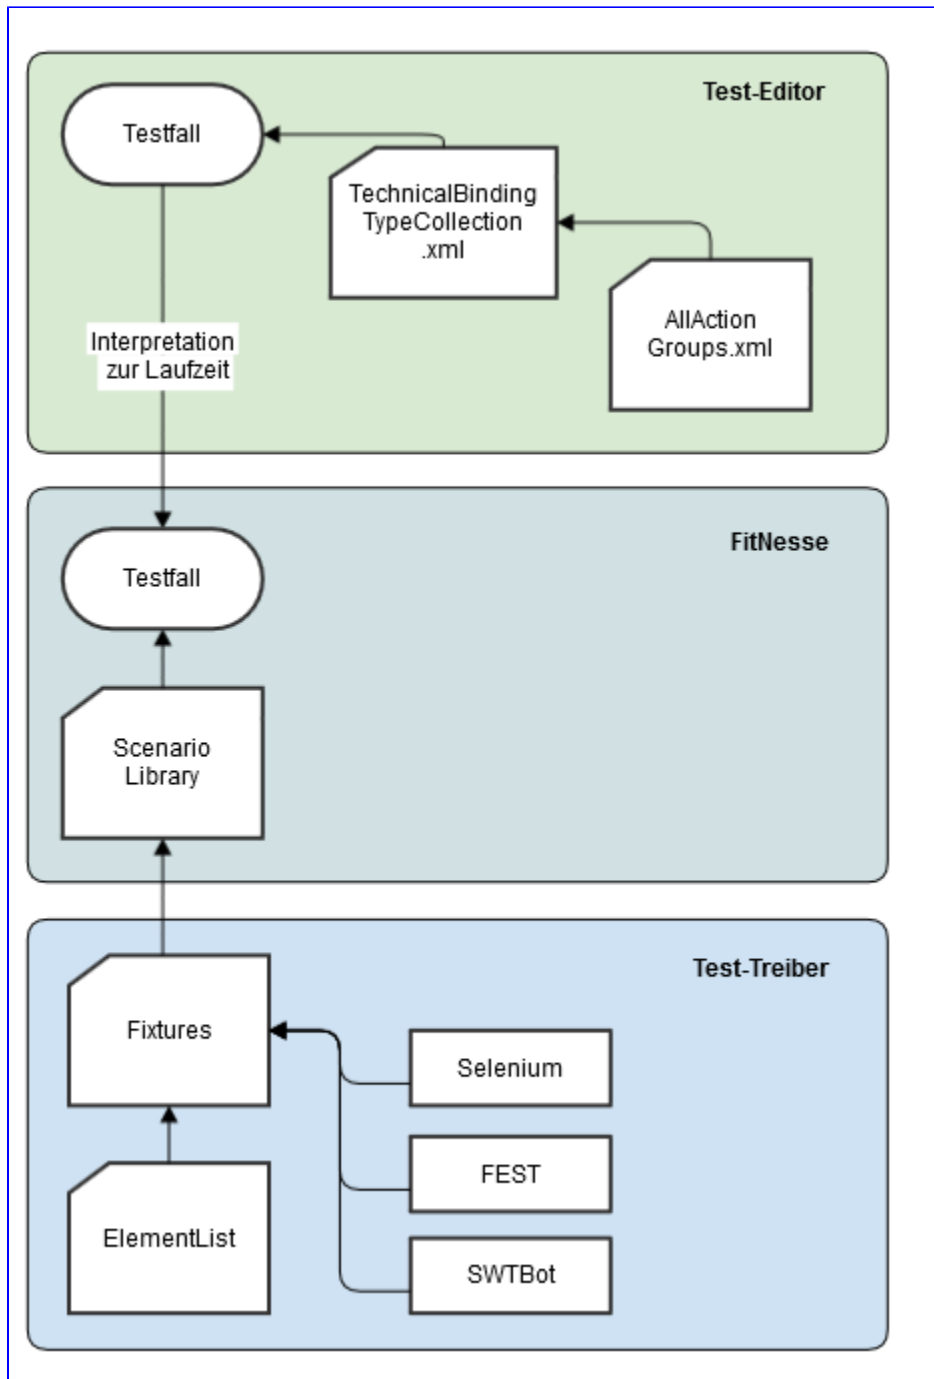 Test-Editor
Testfall
TechnicalBinding
TypeCollection
.xml
AllAction
Groups.xml
Interpretation
zur Laufzeit
FitNesse
Testfall
Scenario
Library
Test-Treiber
Fixtures
Selenium
FEST
ElementList
SWTBot